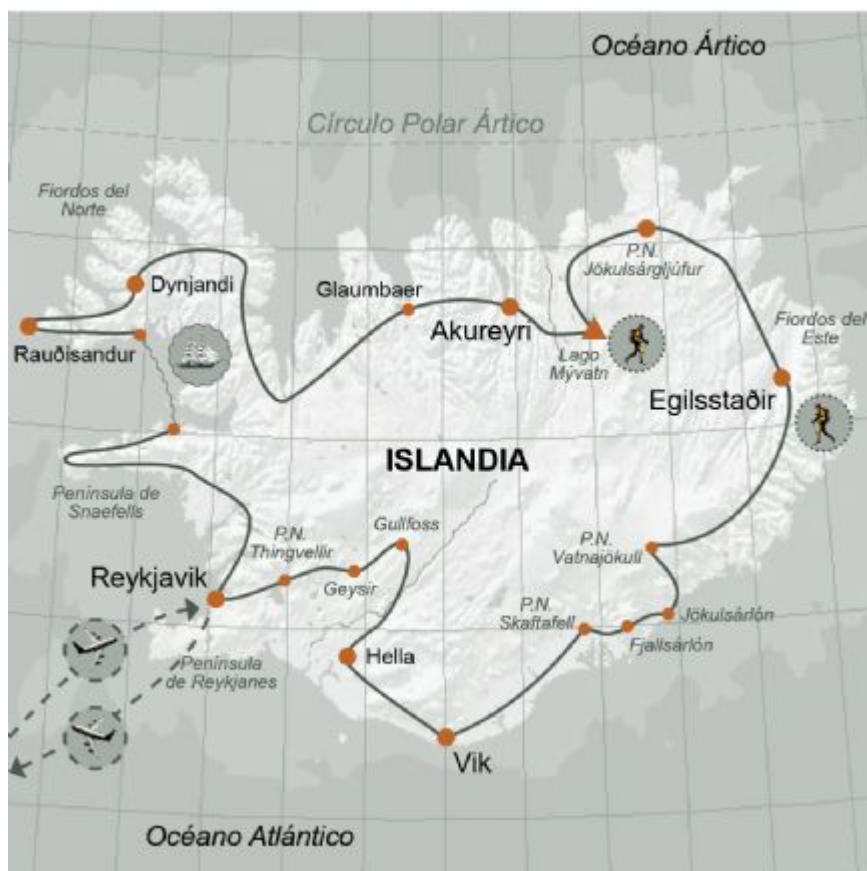 Océano Ártico
Círculo Polar Ártico
Fiordos del
Norte
P.N.
Jökulsárgljúfur
Dynjandi
Glaumbaer
Akureyri
Fiordos del
Este
Rauðisandur
Lago
Mývatn
Egilsstaðir
ISLANDIA
Península de
Snaefells
P.N.
Thingvellir
Gullfoss
Geysir
P.N.
Vatnajökull
Reykjavik
P.N.
Skaftafell
Jökulsárlón
Fjallsárlón
Península
de Reykjanes
Hella
Vik
Océano Atlántico